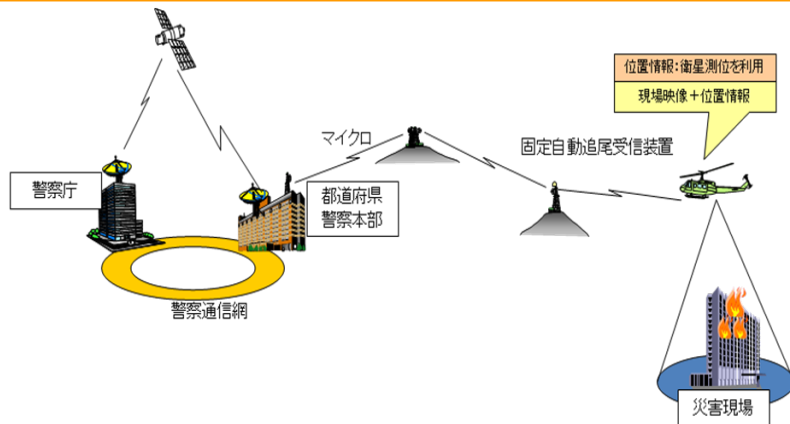 位置情報：衛星測位を利用
現場映像＋位置情報
マイクロ
固定自動追尾受信装置
警察庁
都道府県
警察本部
警察通信網
災害現場